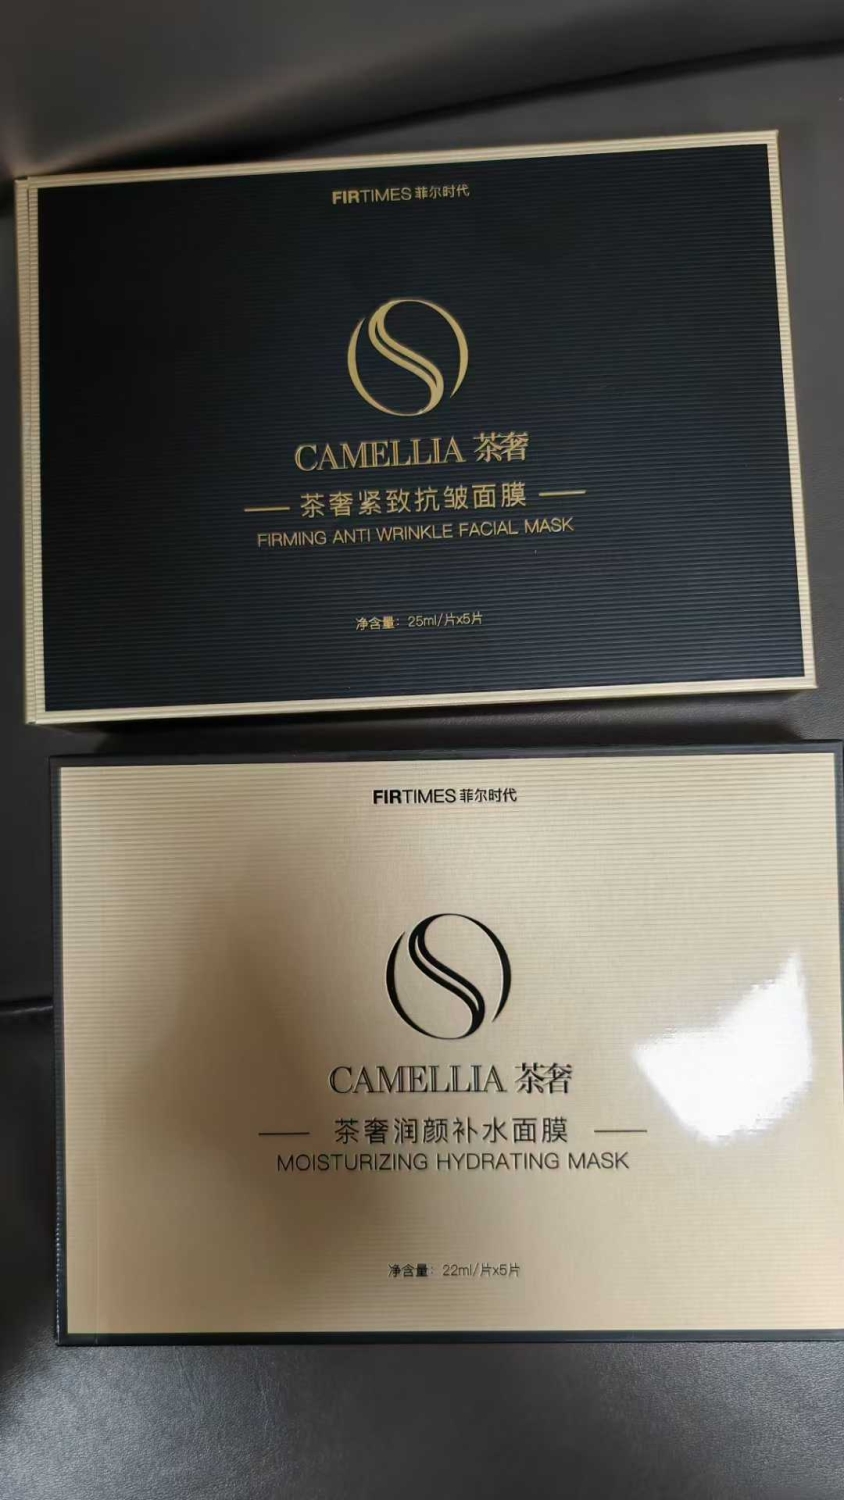 FIRTIMES 菲尔时代
CAMELLIA 茶奢
茶奢紧致抗皱面膜
FIRMING ANTI WRINKLE FACIAL MASK
净含量：25ml/片x5片
FIRTIMES 菲尔时代
CAMELLIA 茶奢
茶奢润颜补水面膜
MOISTURIZING HYDRATING MASK
净含量：22ml/片x5片